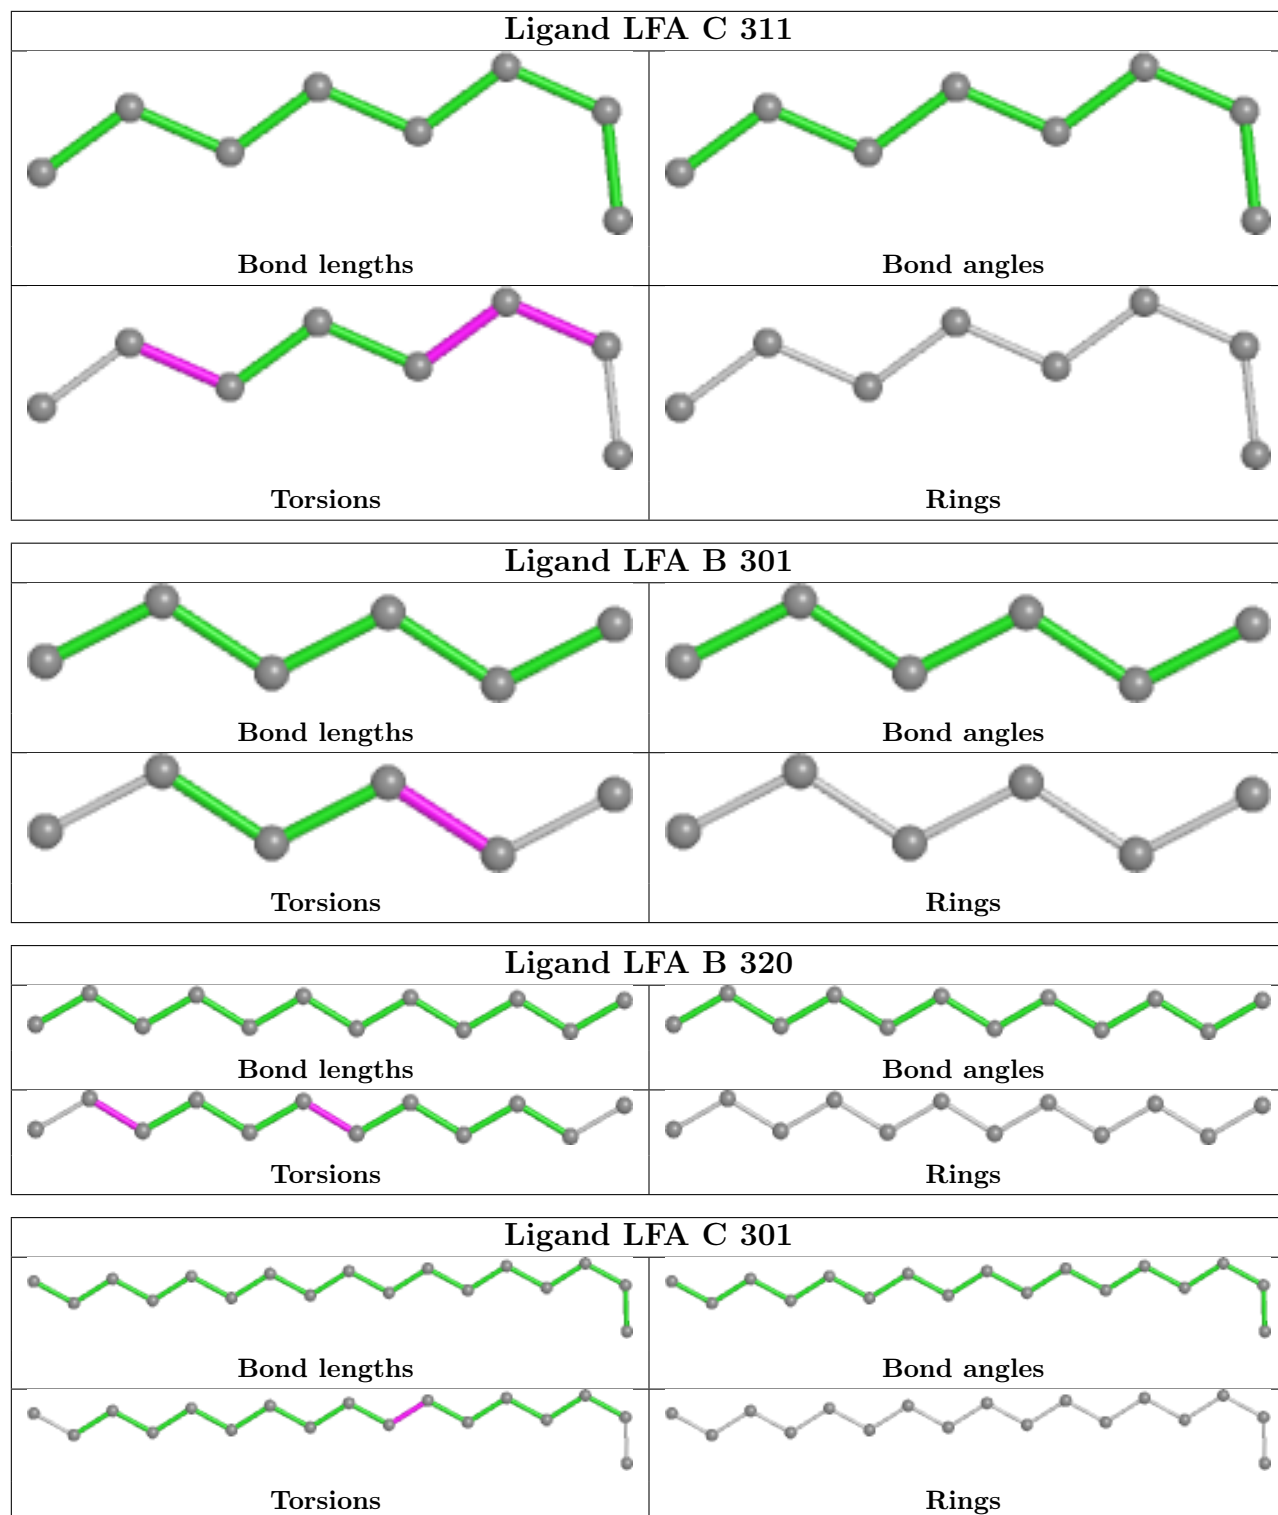 Ligand LFA C 311
Bond lengths
Bond angles
Torsions
Rings
Ligand LFA B 301
Bond lengths
Bond angles
Torsions
Rings
Ligand LFA B 320
Bond lengths
Bond angles
Torsions
Rings
Ligand LFA C 301
Bond lengths
Bond angles
Torsions
Rings